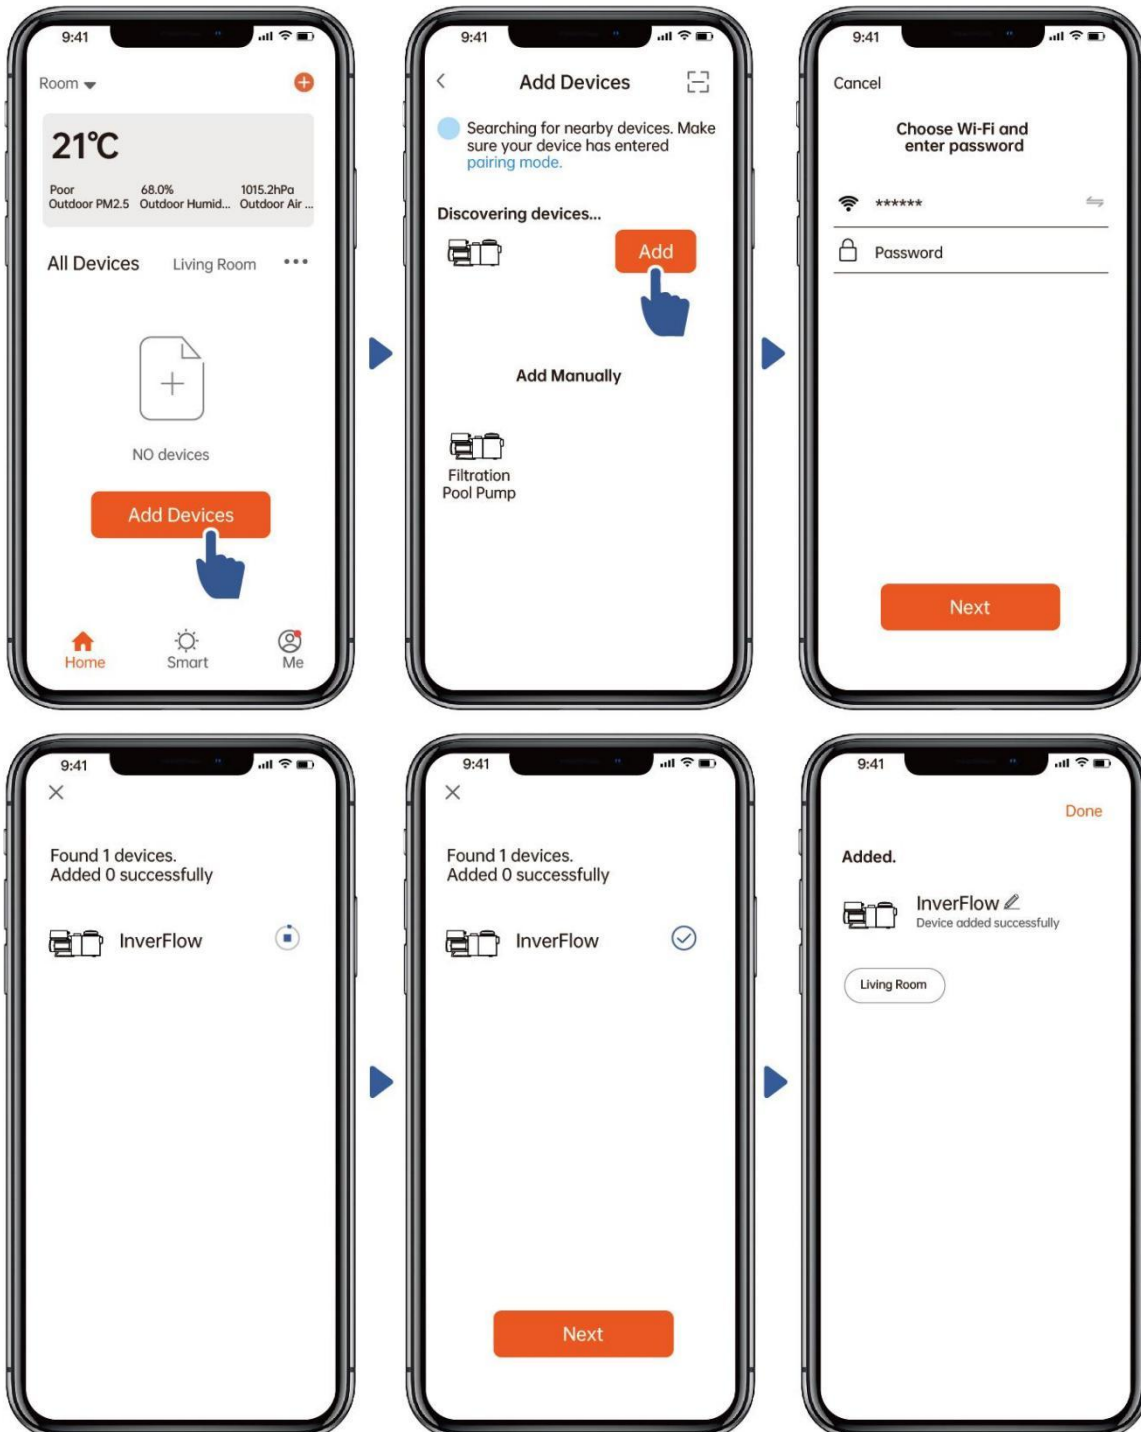 9:41
Room
21℃
Poor 68.0% 1015.2hPa
Outdoor PM2.5 Outdoor Humid... Outdoor Air ...
All Devices Living Room •••
NO devices
Add Devices
Home Smart Me
9:41
Add Devices
Searching for nearby devices. Make
sure your device has entered
pairing mode.
Discovering devices...
Add
Add Manually
Filtration
Pool Pump
9:41
Cancel
Choose Wi-Fi and
enter password
******
Password
Next
9:41
Found 1 devices.
Added 0 successfully
InverFlow
9:41
Found 1 devices.
Added 0 successfully
InverFlow
Next
9:41
Done
Added.
InverFlow
Device added successfully
Living Room